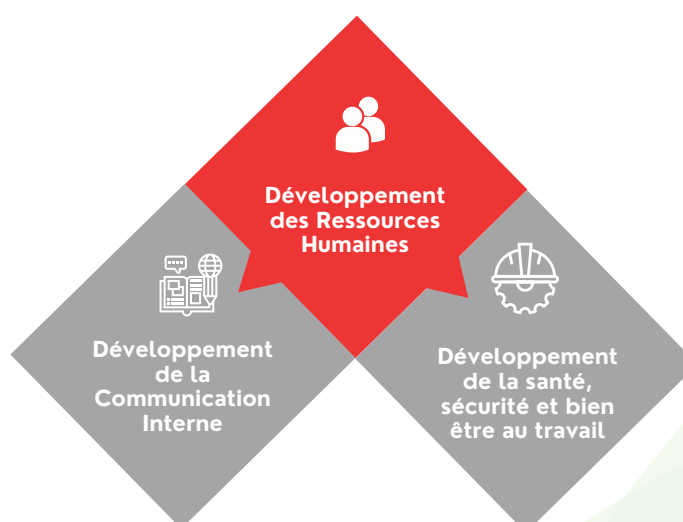 Développement
des Ressources
Humaines
Développement
de la
Communication
Interne
Développement
de la santé,
sécurité et bien
être au travail